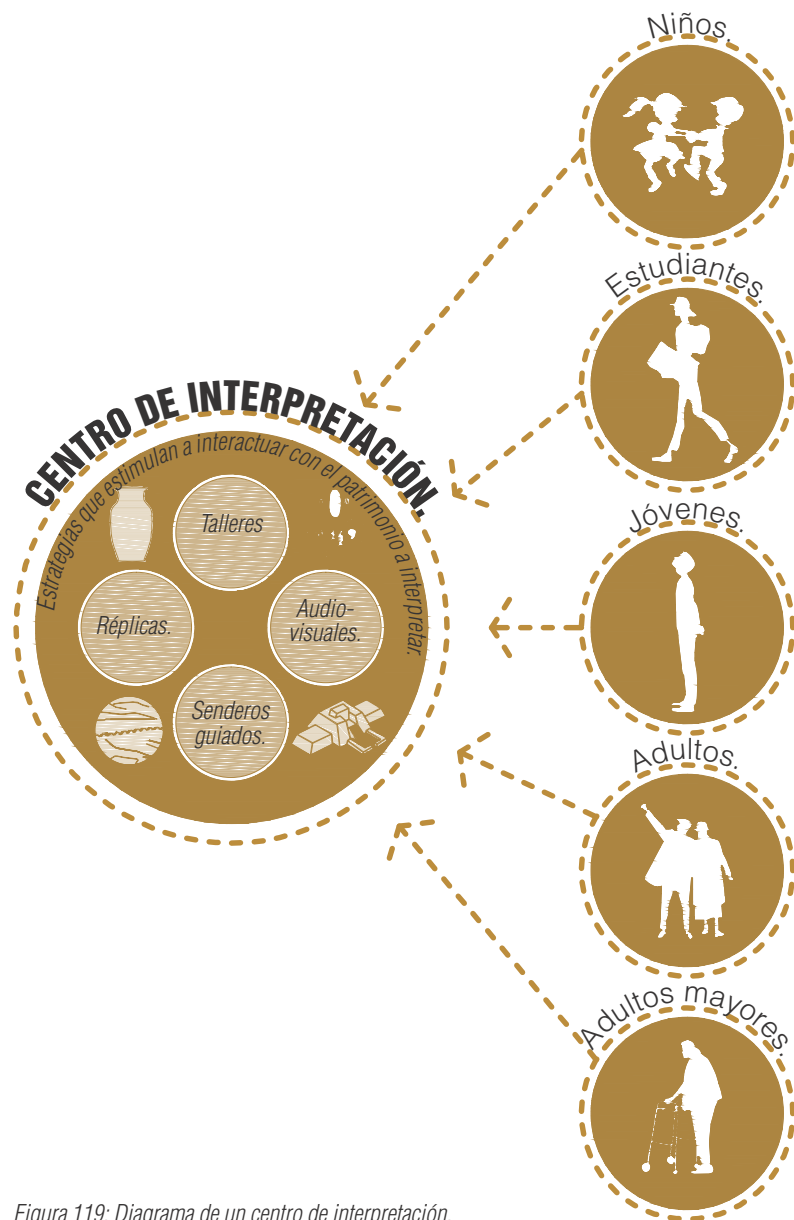 Niños.
Estudiantes.
CENTRO DE INTERPRETACIÓN.
Estrategias que estimulan a interactuar con el patrimonio a interpretar.
Talleres
Jóvenes.
Réplicas.
Audio-
visuales.
Senderos
guiados.
Adultos.
Adultos mayores.
Figura 119: Diagrama de un centro de interpretación.